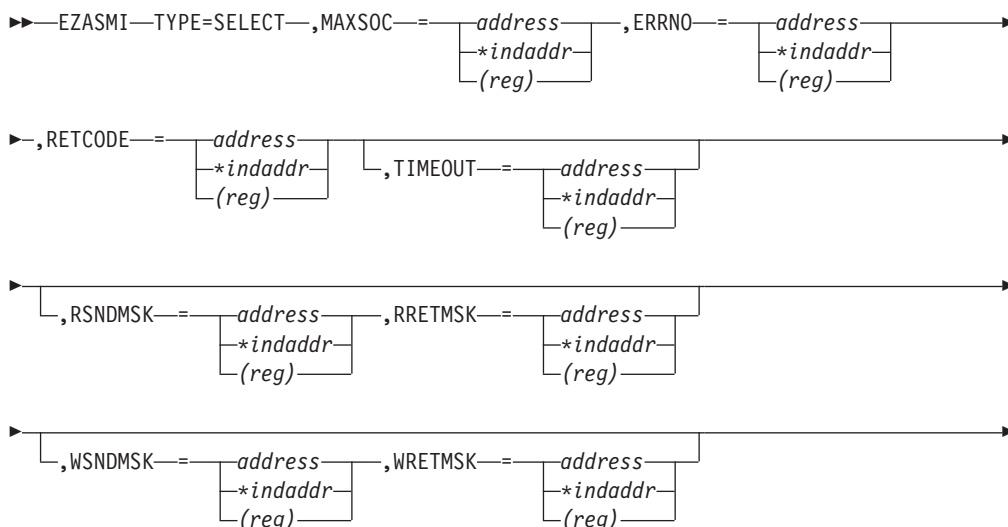 EZASMI TYPE=SELECT ,MAXSOC = address ,ERRNO = address
*indaddr *indaddr
(reg) (reg)
,RETCODE = address ,TIMEOUT = address
*indaddr *indaddr
(reg) (reg)
,RSNDMSK = address ,RRETMSK = address
*indaddr *indaddr
(reg) (reg)
,WSNDMSK = address ,WRETMSK = address
*indaddr *indaddr
(reg) (reg)